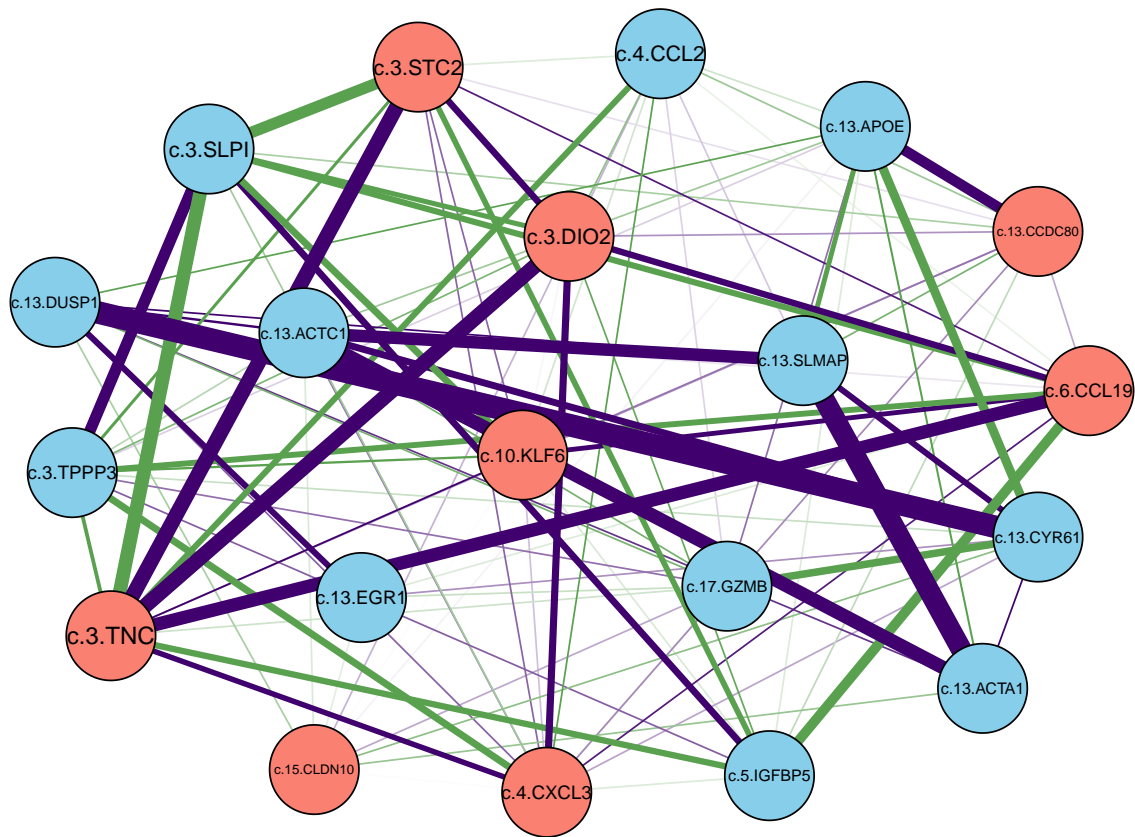 c.4.CCL2
c.3.STC2
c.13.APOE
c.3.SLPI
c.13.CCDC80
c.3.DIO2
c.13.DUSP1
c.13.ACTC1
c.13.SLMAP
c.6.CCL19
c.10.KLF6
c.3.TPPP3
c.13.CYR61
c.17.GZMB
c.13.EGR1
c.3.TNC
c.13.ACTA1
c.15.CLDN10
c.5.IGFBP5
c.4.CXCL3